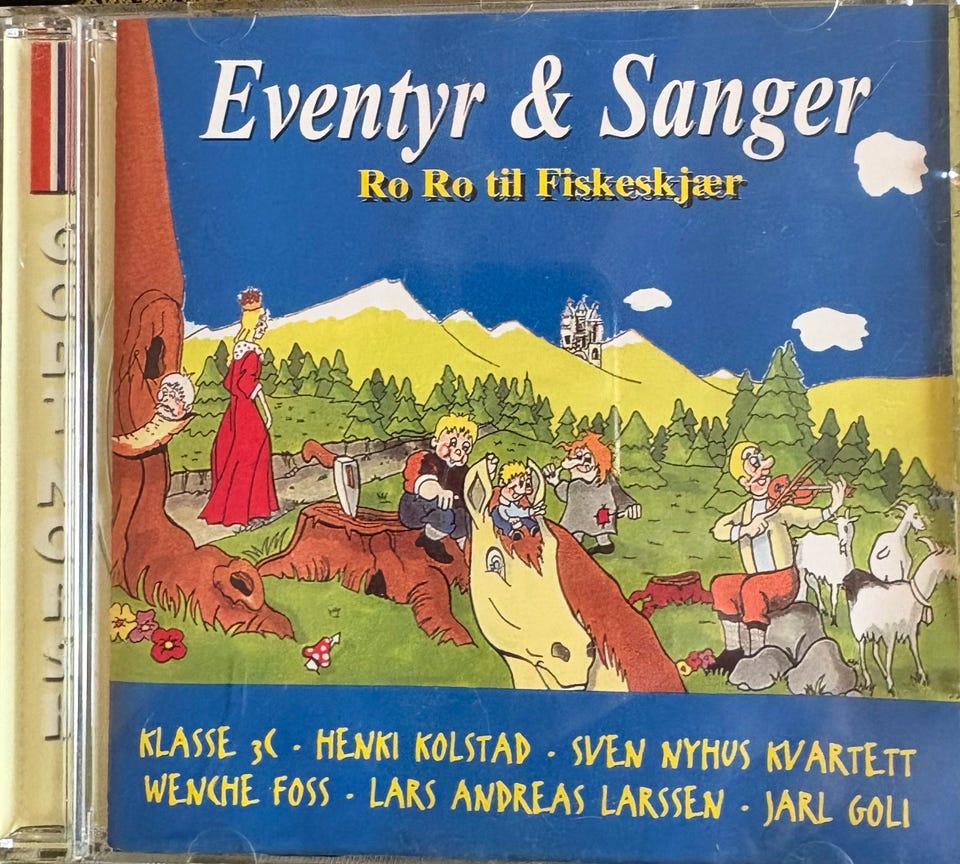 Eventyr & Sanger
Ro Ro til Fiskeskjær
KLASSE 3C · HENKI KOLSTAD · SVEN NYHUS KVARTETT
WENCHE FOSS · LARS ANDREAS LARSSEN · JARL GOLI